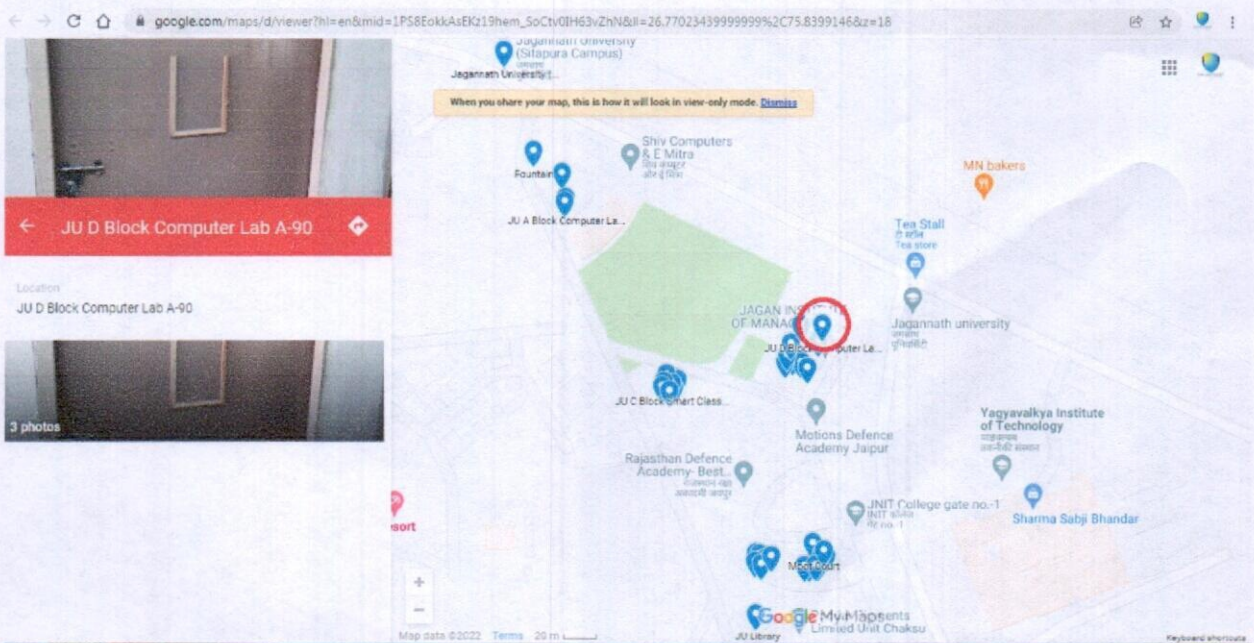 google.com/maps/d/viewer?hl=en&mid=1PS8EokkAsEKz19hem_SoCtv0IH63vZhN&ll=26.77023439999999%2C75.8399146&z=18
JU D Block Computer Lab A-90
Location
JU D Block Computer Lab A-90
3 photos
Jagannath University
(Sitapura Campus)
Jagannath University (...
When you share your map, this is how it will look in view-only mode. Dismiss
Shiv Computers
& E Mitra
Fountain
JU A Block Computer La...
MN bakers
Tea Stall
Tea store
JAGAN INS
OF MANAG
Jagannath university
JU D Block Computer La...
JU C Block Smart Class...
Motions Defence
Academy Jaipur
Yagyavalkya Institute
of Technology
Rajasthan Defence
Academy- Best...
JNIT College gate no.-1
Sharma Sabji Bhandar
sort
Moot Court
Google My Maps
Limited Unit Chaksu
JU Library
Map data ©2022
Terms
20 m
Keyboard shortcuts